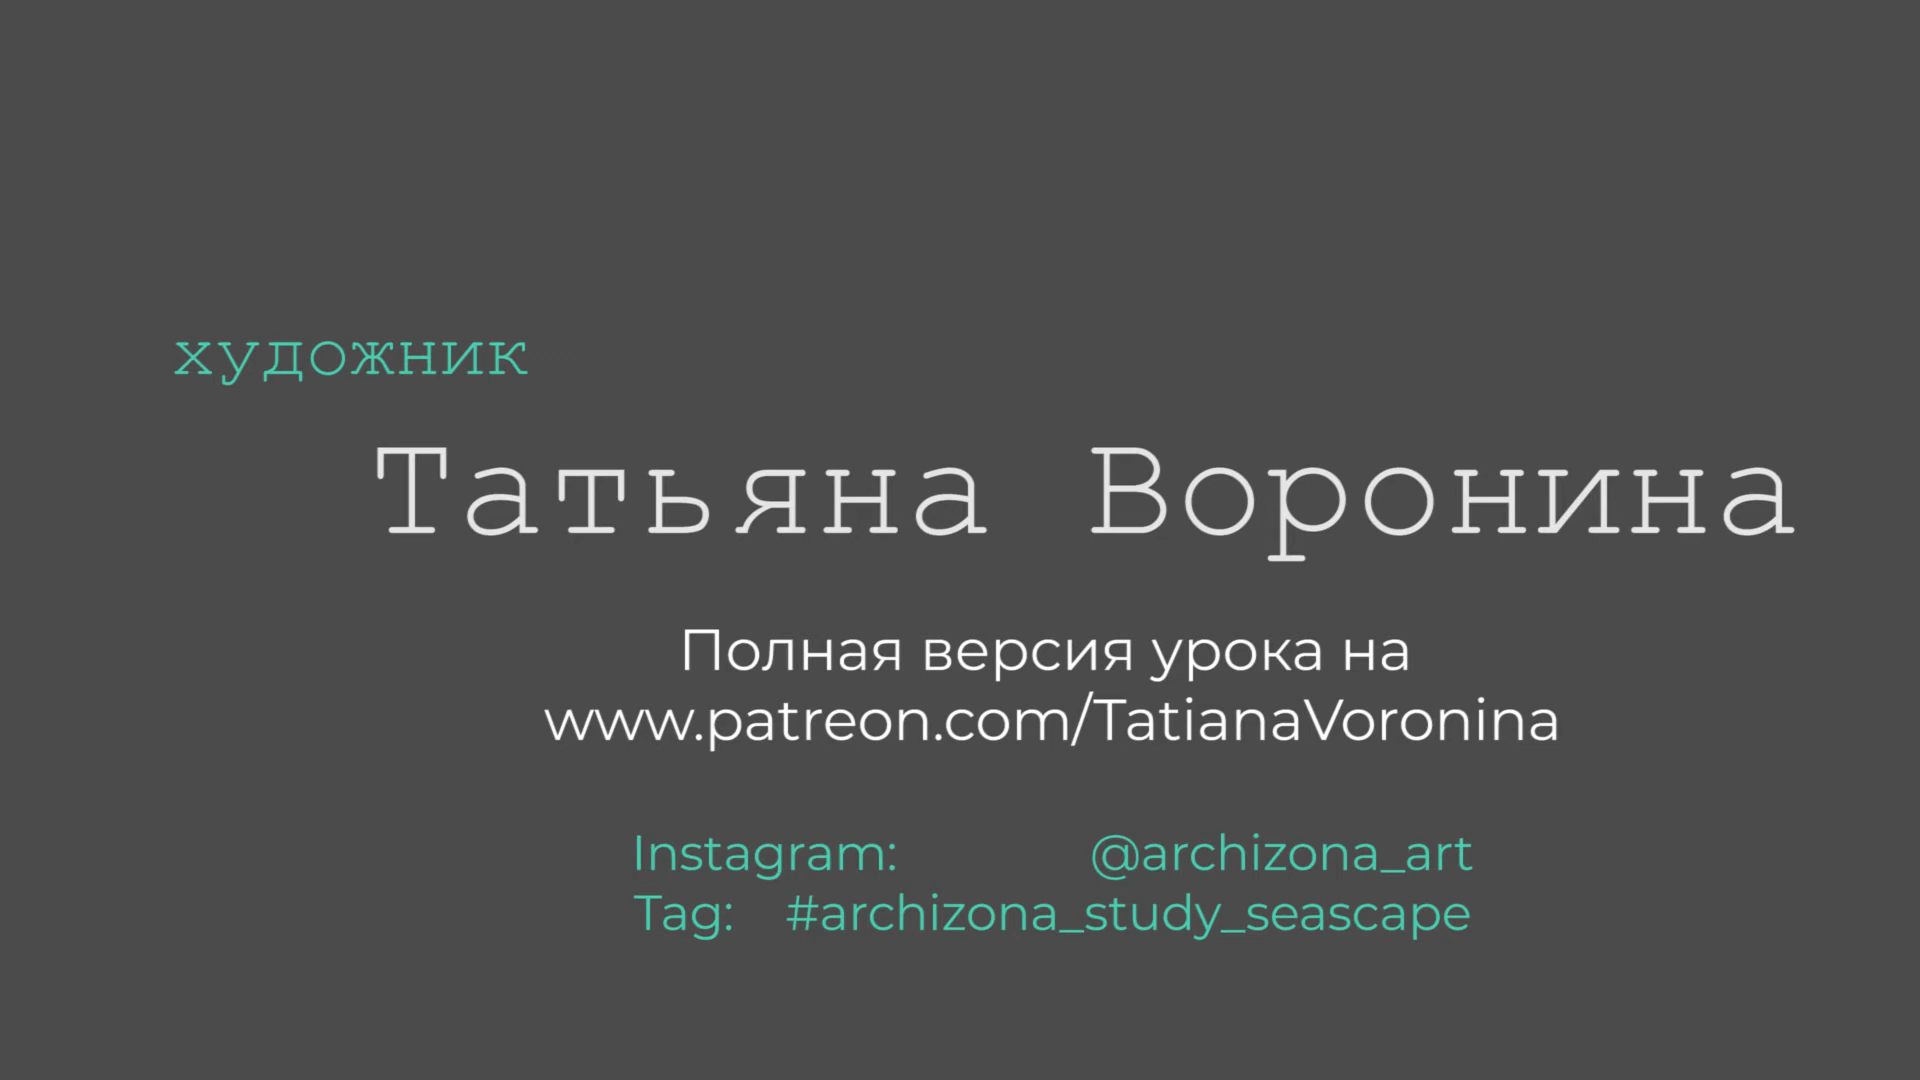 художник
Татьяна Воронина
Полная версия урока на
www.patreon.com/TatianaVoronina
Instagram: @archizona_art
Tag: #archizona_study_seascape